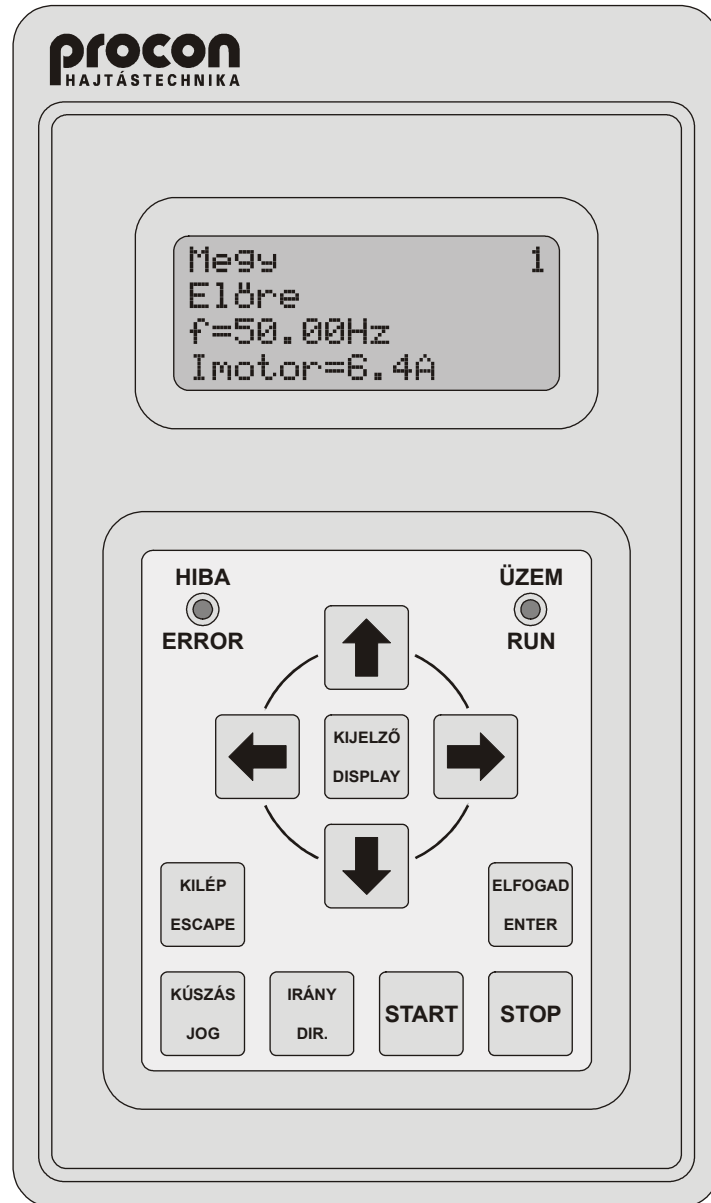 procon
HAJTÁSTECHNIKA
Megy 1
Előre
f=50.00Hz
Imotor=6.4A
HIBA
ERROR
ÜZEM
RUN
KIJELZŐ
DISPLAY
KILÉP
ESCAPE
ELFOGAD
ENTER
KÚSZÁS
JOG
IRÁNY
DIR.
START
STOP